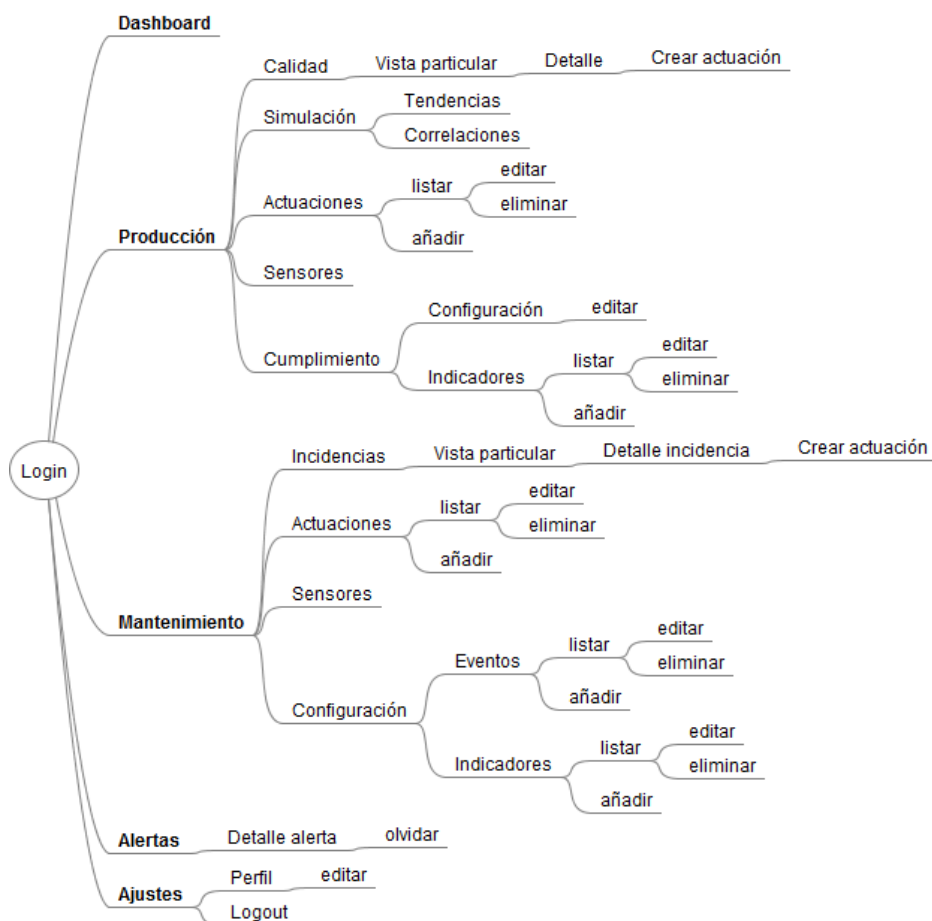 Login
Dashboard
Producción
Calidad
Vista particular
Detalle
Crear actuación
Simulación
Tendencias
Correlaciones
Actuaciones
listar
editar
eliminar
añadir
Sensores
Cumplimiento
Configuración
editar
Indicadores
listar
editar
eliminar
añadir
Mantenimiento
Incidencias
Vista particular
Detalle incidencia
Crear actuación
Actuaciones
listar
editar
eliminar
añadir
Sensores
Configuración
Eventos
listar
editar
eliminar
añadir
Indicadores
listar
editar
eliminar
añadir
Alertas
Detalle alerta
olvidar
Ajustes
Perfil
editar
Logout